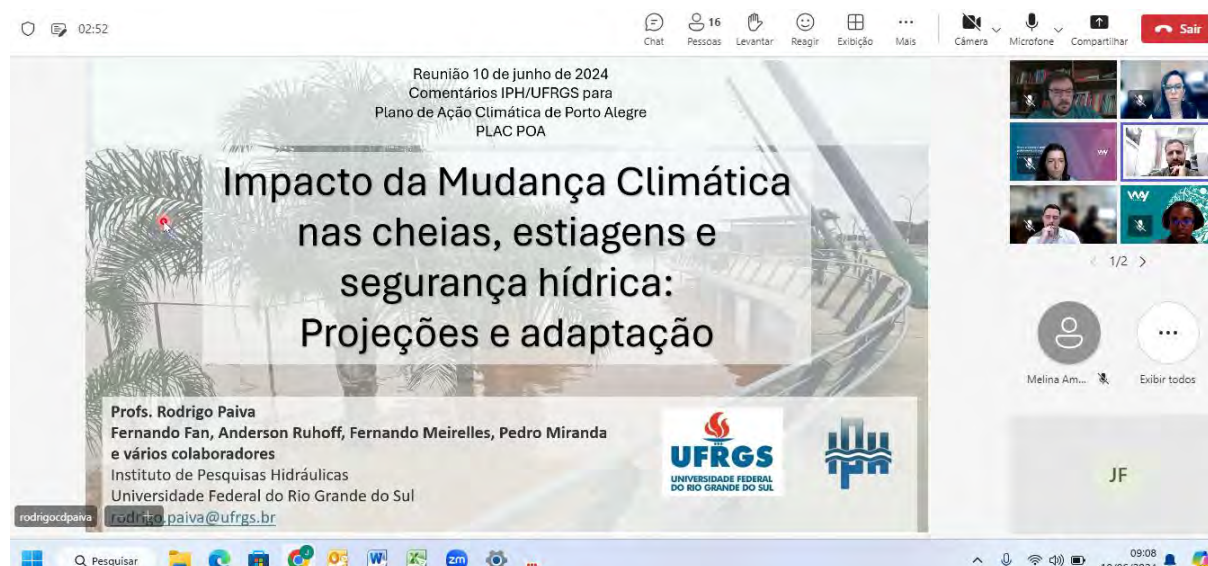 02:52
16
Chat Pessoas Levantar Reagir Exibição Mais Câmera Microfone Compartilhar Sair
Reunião 10 de junho de 2024
Comentários IPH/UFRGS para
Plano de Ação Climática de Porto Alegre
PLAC POA
Impacto da Mudança Climática
nas cheias, estiagens e
segurança hídrica:
Projeções e adaptação
Profs. Rodrigo Paiva
Fernando Fan, Anderson Ruhoff, Fernando Meirelles, Pedro Miranda
e vários colaboradores
Instituto de Pesquisas Hidráulicas
Universidade Federal do Rio Grande do Sul
rodrigo.paiva@ufrgs.br
rodrigocdpaiva
UFRGS
UNIVERSIDADE FEDERAL
DO RIO GRANDE DO SUL
iph
way
1/2
Melina Am... Exibir todos
JF
Pesquisar
zm
09:08